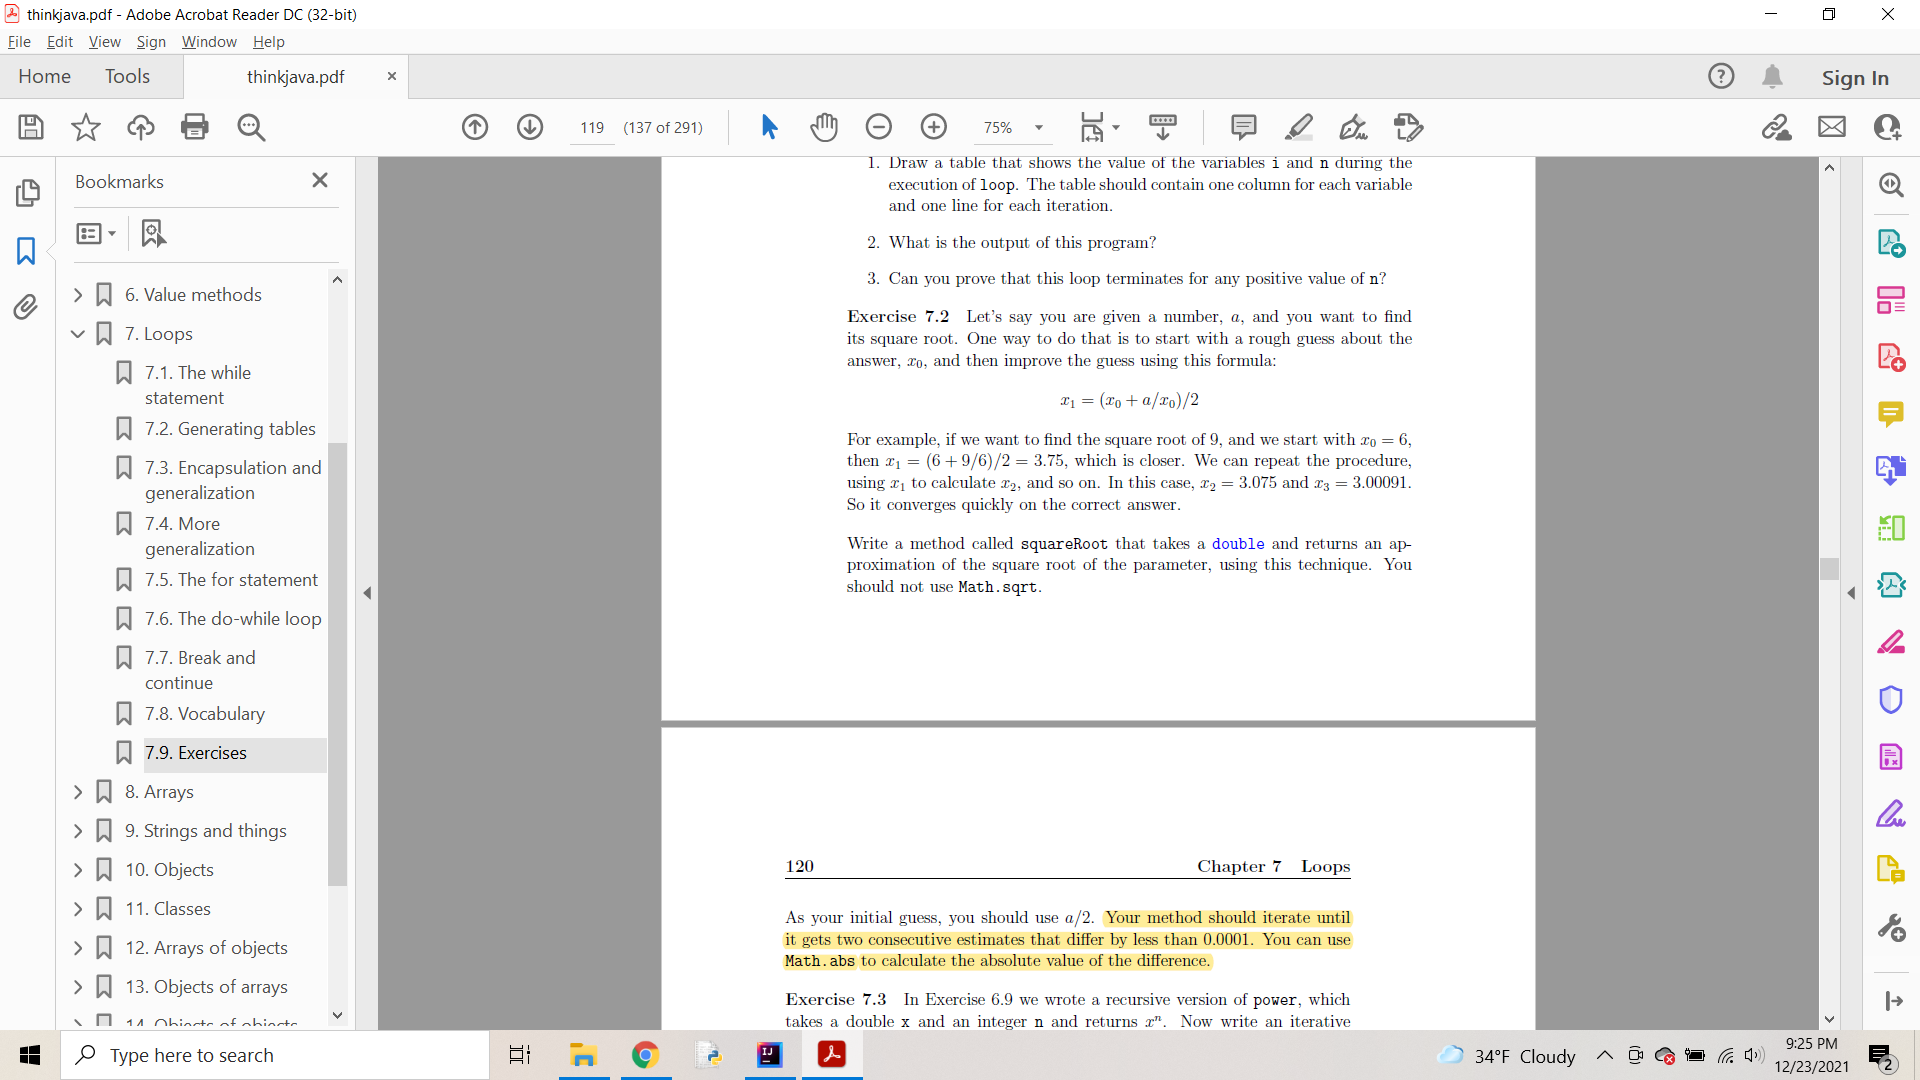 thinkjava.pdf - Adobe Acrobat Reader DC (32-bit)
File Edit View Sign Window Help
Home Tools thinkjava.pdf × Sign In
119 (137 of 291) 75%
Bookmarks
6. Value methods
7. Loops
7.1. The while
statement
7.2. Generating tables
7.3. Encapsulation and
generalization
7.4. More
generalization
7.5. The for statement
7.6. The do-while loop
7.7. Break and
continue
7.8. Vocabulary
7.9. Exercises
8. Arrays
9. Strings and things
10. Objects
11. Classes
12. Arrays of objects
13. Objects of arrays
14. Objects of objects
1. Draw a table that shows the value of the variables i and n during the
execution of loop. The table should contain one column for each variable
and one line for each iteration.
2. What is the output of this program?
3. Can you prove that this loop terminates for any positive value of n?
Exercise 7.2 Let's say you are given a number, a, and you want to find
its square root. One way to do that is to start with a rough guess about the
answer, x₀, and then improve the guess using this formula:
x₁ = (x₀ + a/x₀)/2
For example, if we want to find the square root of 9, and we start with x₀ = 6,
then x₁ = (6 + 9/6)/2 = 3.75, which is closer. We can repeat the procedure,
using x₁ to calculate x₂, and so on. In this case, x₂ = 3.075 and x₃ = 3.00091.
So it converges quickly on the correct answer.
Write a method called squareRoot that takes a double and returns an ap-
proximation of the square root of the parameter, using this technique. You
should not use Math.sqrt.
120 Chapter 7 Loops
As your initial guess, you should use a/2. Your method should iterate until
it gets two consecutive estimates that differ by less than 0.0001. You can use
Math.abs to calculate the absolute value of the difference.
Exercise 7.3 In Exercise 6.9 we wrote a recursive version of power, which
takes a double x and an integer n and returns xⁿ. Now write an iterative
Type here to search
34°F Cloudy
9:25 PM
12/23/2021
2